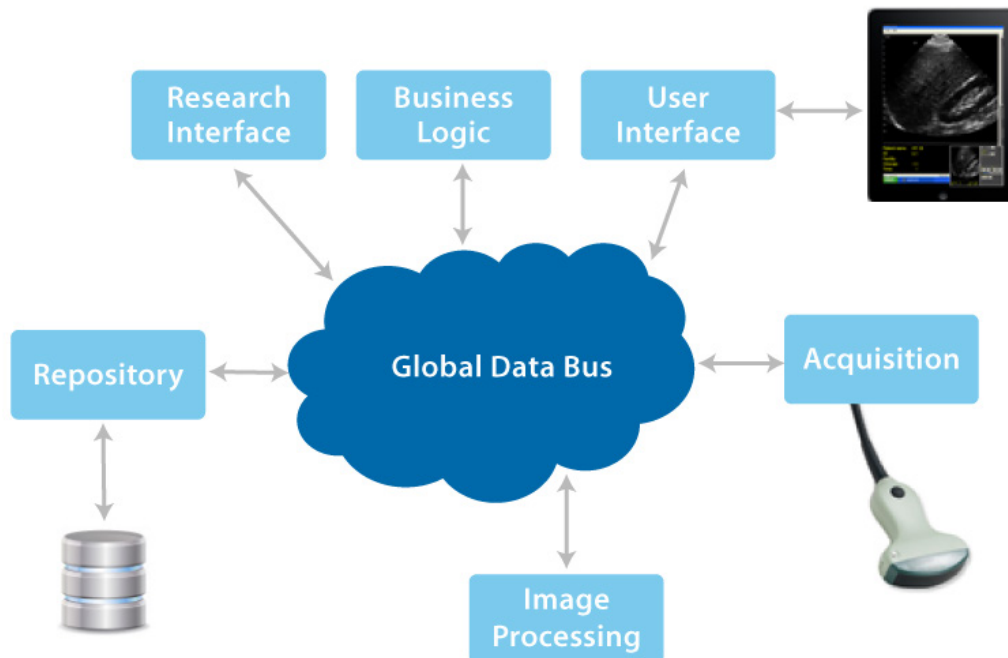 Research
Interface
Business
Logic
User
Interface
Repository
Global Data Bus
Acquisition
Image
Processing